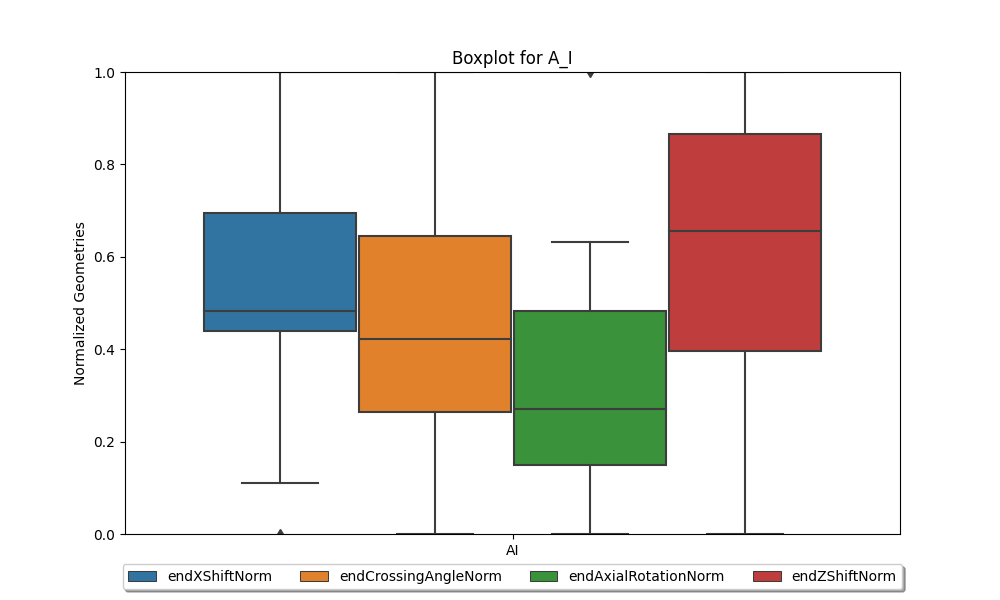 Boxplot for A_I
1.0
0.8
0.6
0.4
0.2
0.0
Normalized Geometries
AI
endXShiftNorm endCrossingAngleNorm endAxialRotationNorm endZShiftNorm